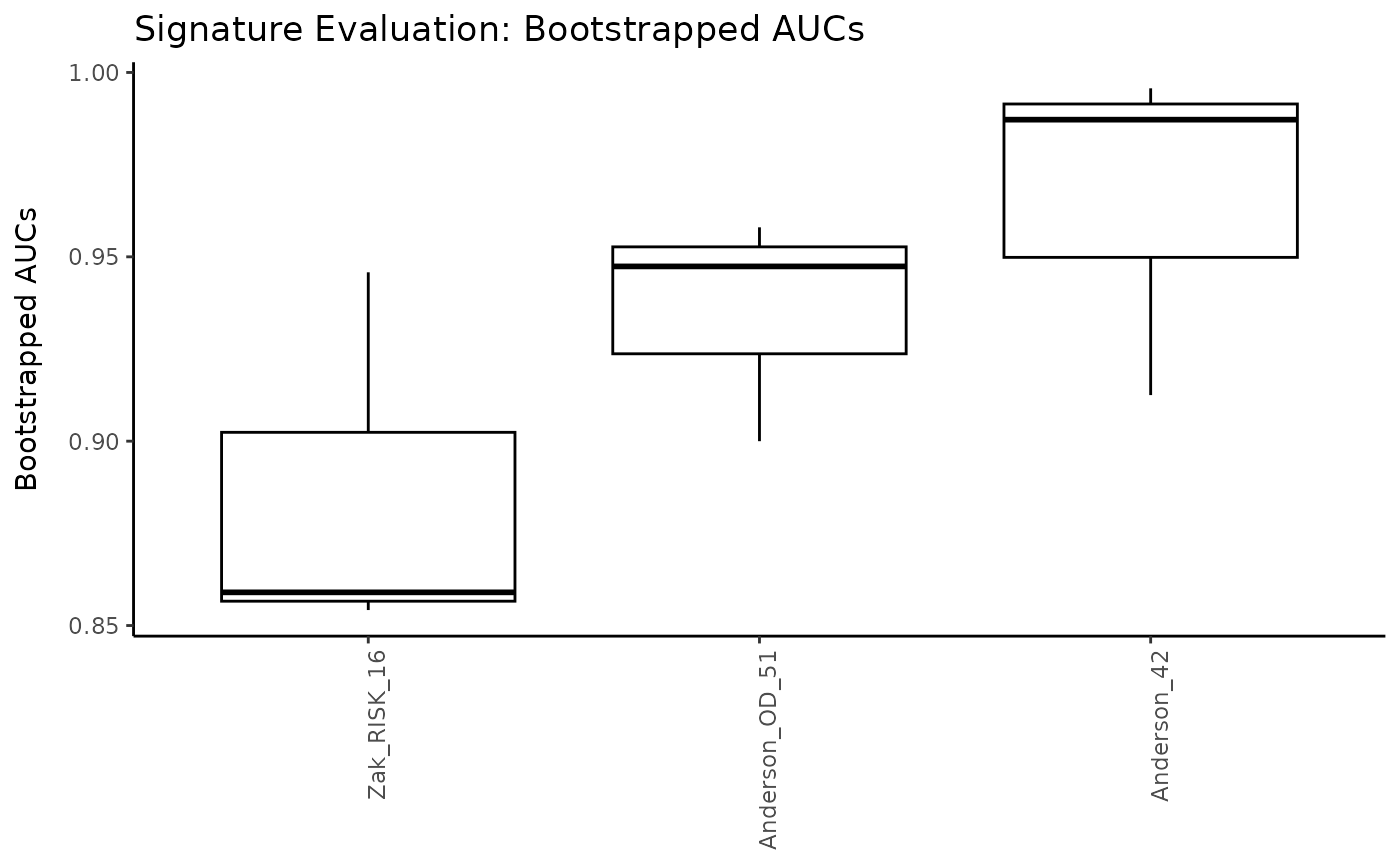 Signature Evaluation: Bootstrapped AUCs
Bootstrapped AUCs
1.00
0.95
0.90
0.85
Zak_RISK_16
Anderson_OD_51
Anderson_42